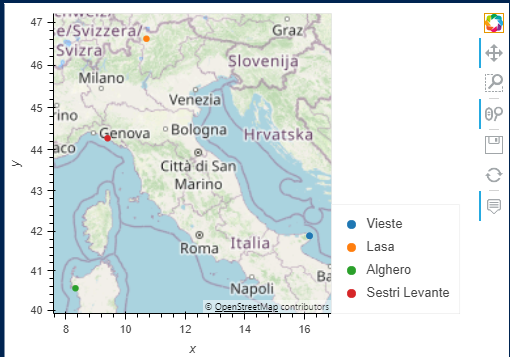 47
46
45
44
43
42
41
40
y
e/Svizzera/
Svizra
Graz
Slovenija
Milano
Venezia
ino
Genova
Bologna
Hrvatska
aco
Città di San
Marino
Roma
Italia
Napoli
Ba
© OpenStreetMap contributors
8
10
12
14
16
x
Vieste
Lasa
Alghero
Sestri Levante